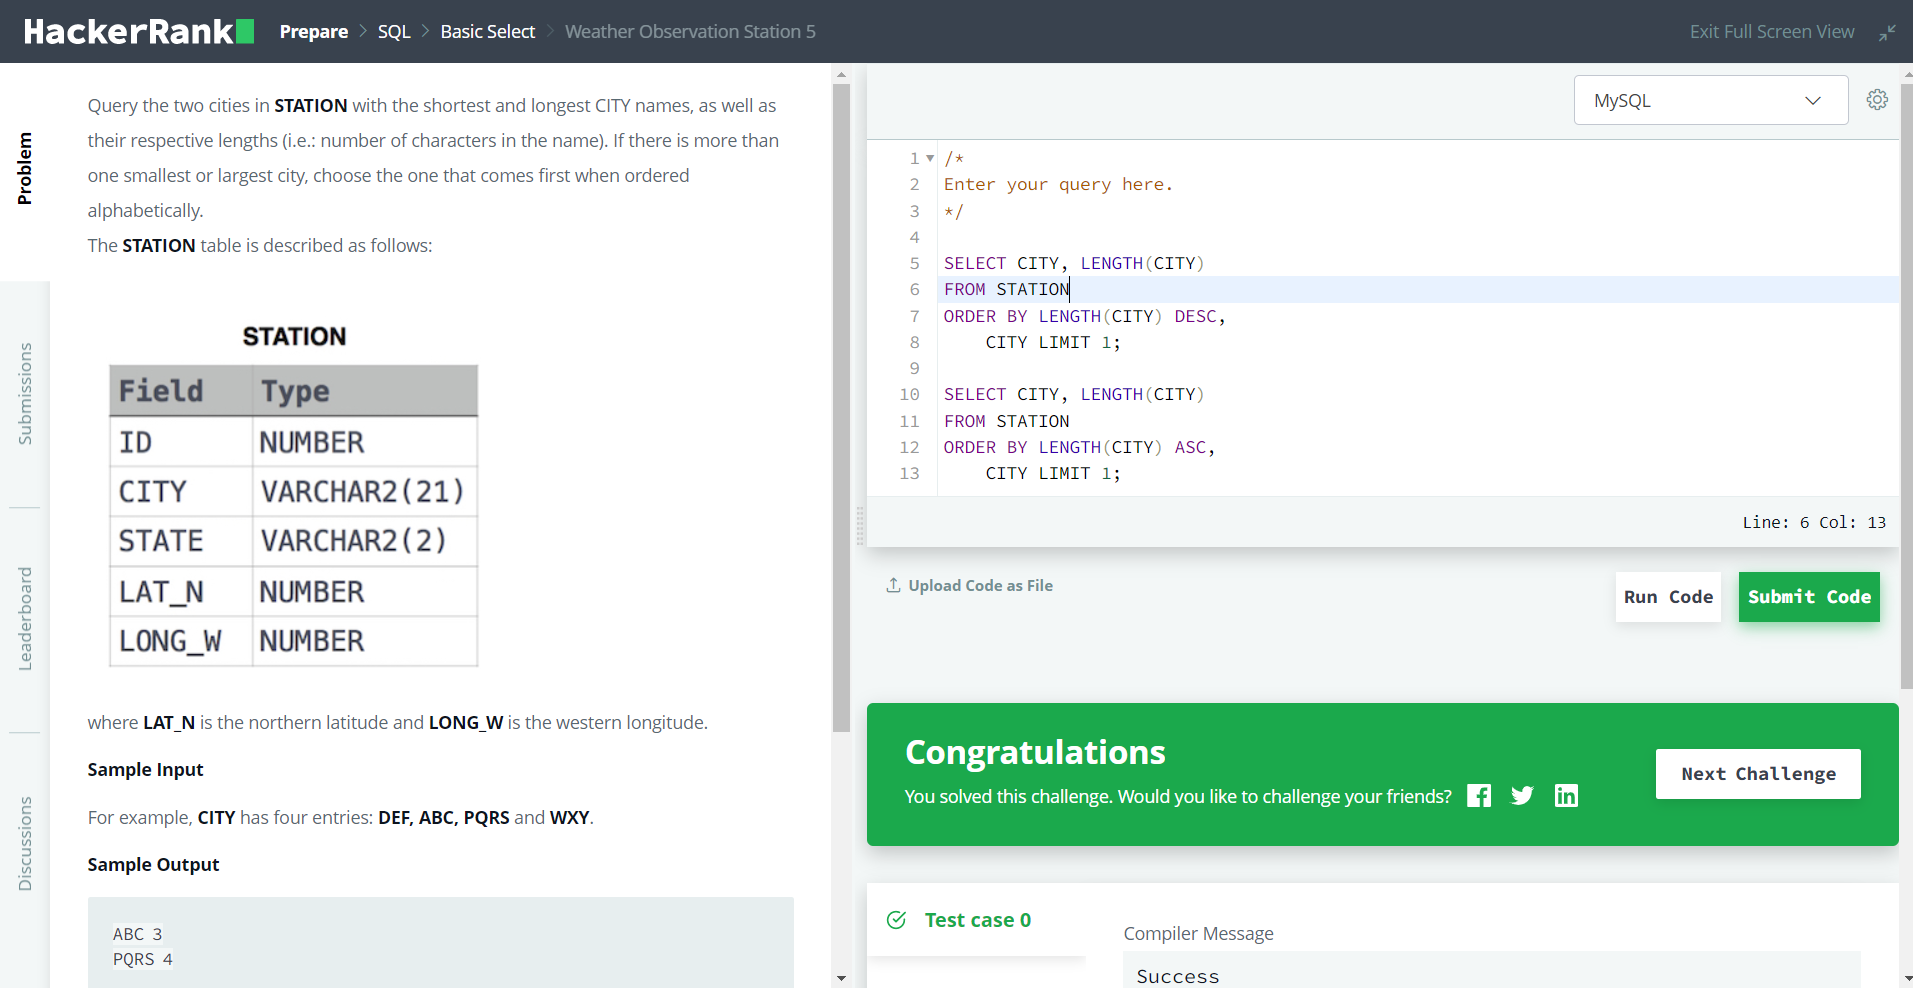 HackerRank Prepare > SQL > Basic Select > Weather Observation Station 5 Exit Full Screen View
Problem
Submissions
Leaderboard
Discussions
Query the two cities in STATION with the shortest and longest CITY names, as well as
their respective lengths (i.e.: number of characters in the name). If there is more than
one smallest or largest city, choose the one that comes first when ordered
alphabetically.
The STATION table is described as follows:
STATION
Field Type
ID NUMBER
CITY VARCHAR2(21)
STATE VARCHAR2(2)
LAT_N NUMBER
LONG_W NUMBER
where LAT_N is the northern latitude and LONG_W is the western longitude.
Sample Input
For example, CITY has four entries: DEF, ABC, PQRS and WXY.
Sample Output
ABC 3
PQRS 4
MySQL
1 /*
2 Enter your query here.
3 */
4
5 SELECT CITY, LENGTH(CITY)
6 FROM STATION
7 ORDER BY LENGTH(CITY) DESC,
8     CITY LIMIT 1;
9
10 SELECT CITY, LENGTH(CITY)
11 FROM STATION
12 ORDER BY LENGTH(CITY) ASC,
13     CITY LIMIT 1;
Line: 6 Col: 13
Upload Code as File
Run Code
Submit Code
Congratulations
You solved this challenge. Would you like to challenge your friends?
Next Challenge
Test case 0
Compiler Message
Success